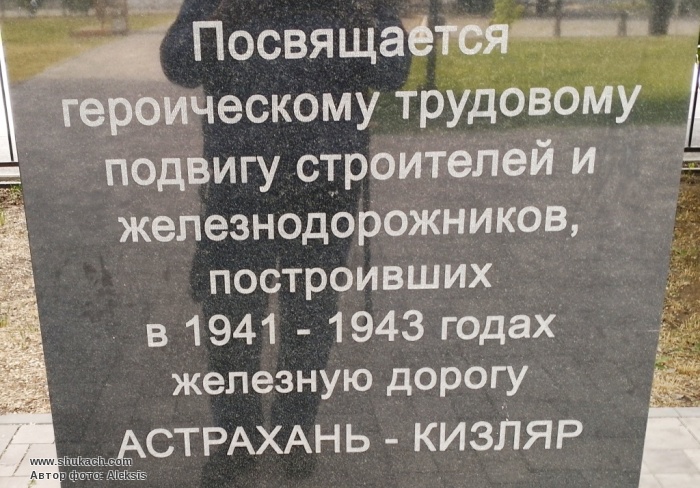 Посвящается
героическому трудовому
подвигу строителей и
железнодорожников,
построивших
в 1941 - 1943 годах
железную дорогу
АСТРАХАНЬ - КИЗЛЯР
www.shukach.com
Автор фото: Aleksis